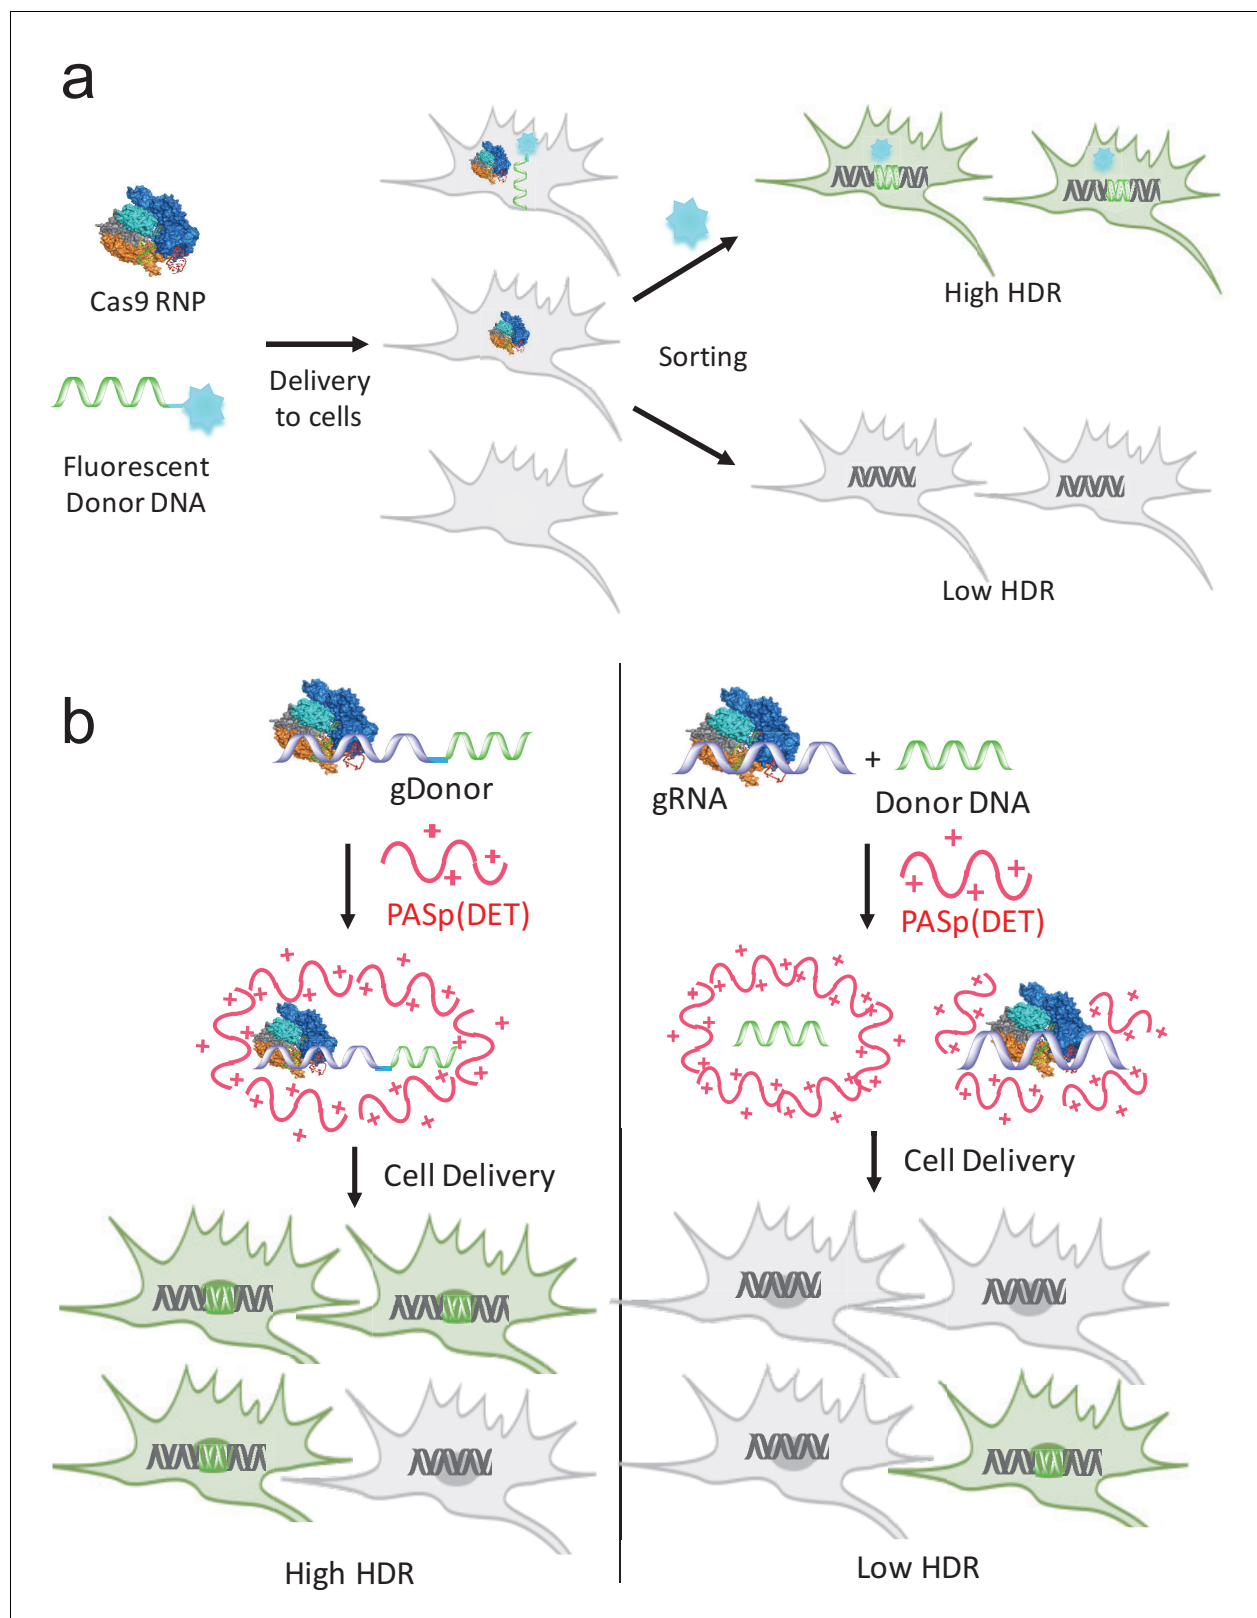 a
Cas9 RNP
Fluorescent
Donor DNA
Delivery
to cells
Sorting
High HDR
Low HDR
b
gDonor
PASp(DET)
Cell Delivery
High HDR
gRNA
+
Donor DNA
PASp(DET)
Cell Delivery
Low HDR